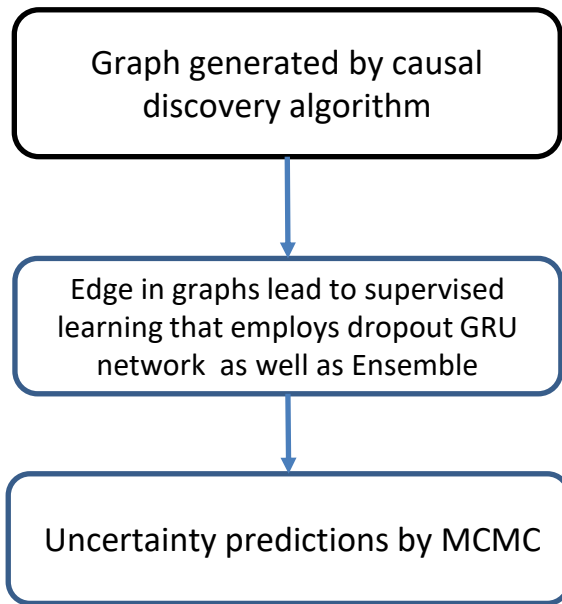 Graph generated by causal
discovery algorithm
Edge in graphs lead to supervised
learning that employs dropout GRU
network as well as Ensemble
Uncertainty predictions by MCMC